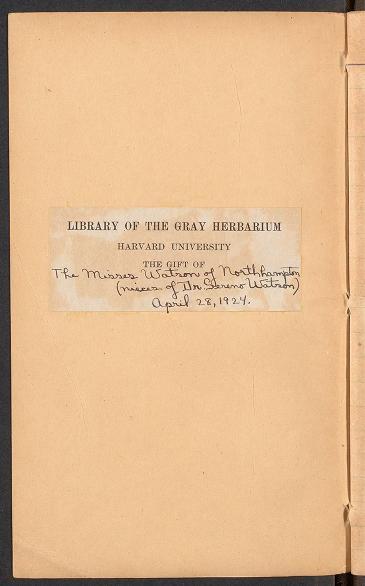 LIBRARY OF THE GRAY HERBARIUM
HARVARD UNIVERSITY
THE GIFT OF
The Misses Watson of Northhampton
(nieces of Dr. Sereno Watson)
April 28, 1924.